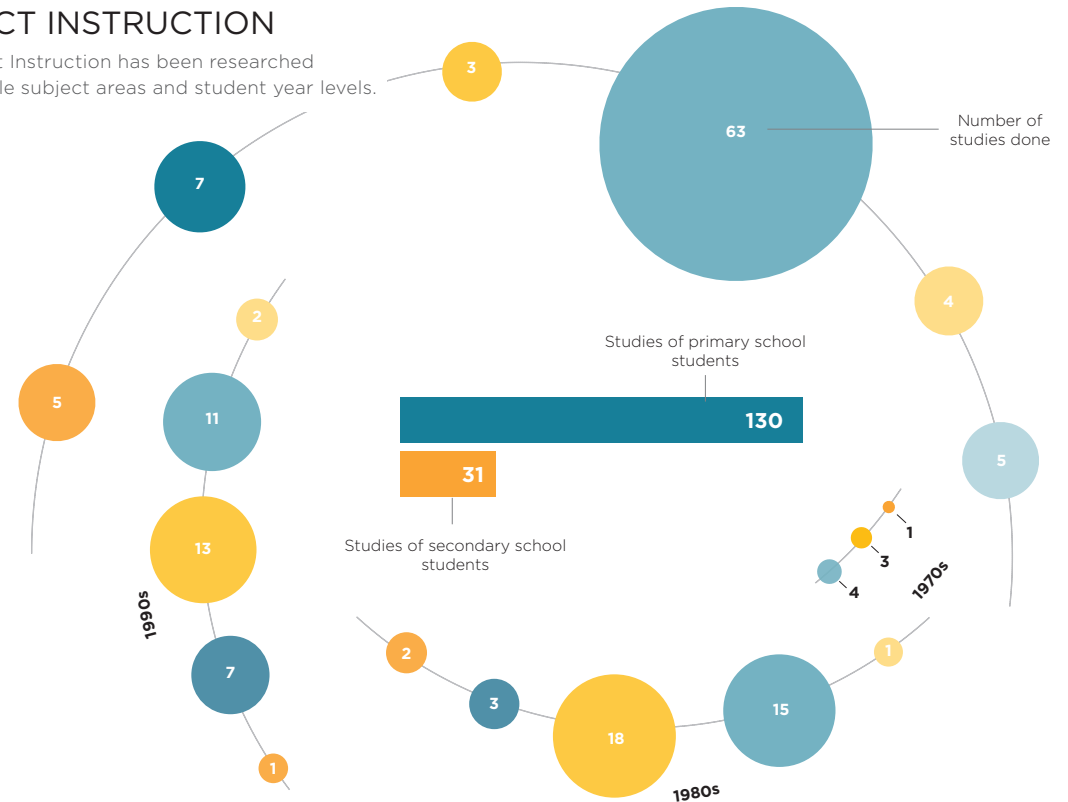 CT INSTRUCTION
t Instruction has been researched
le subject areas and student year levels.
3
63
Number of
studies done
7
4
2
Studies of primary school
students
5
11
130
5
31
1
13
Studies of secondary school
students
3
4
1970s
1990s
2
1
7
3
15
18
1
1980s